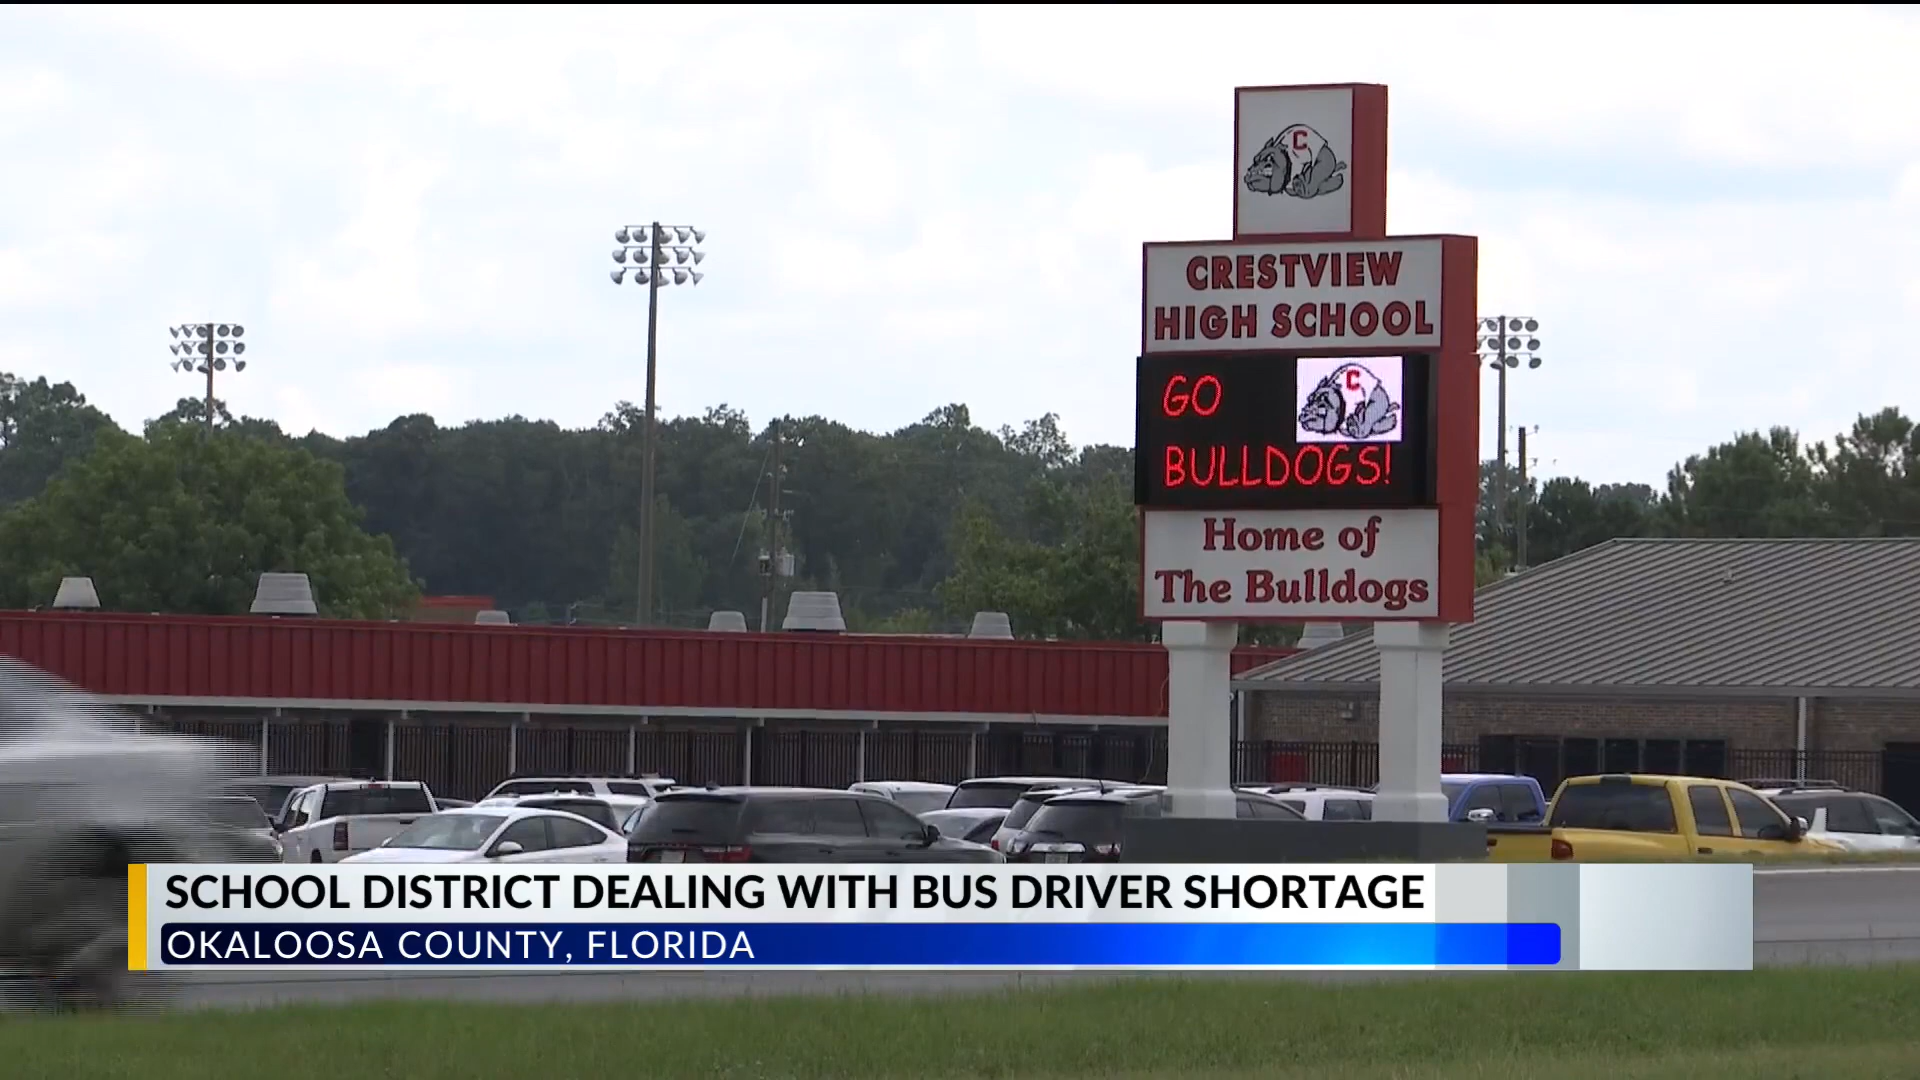 C
CRESTVIEW
HIGH SCHOOL
C
GO
BULLDOGS!
Home of
The Bulldogs
SCHOOL DISTRICT DEALING WITH BUS DRIVER SHORTAGE
OKALOOSA COUNTY, FLORIDA